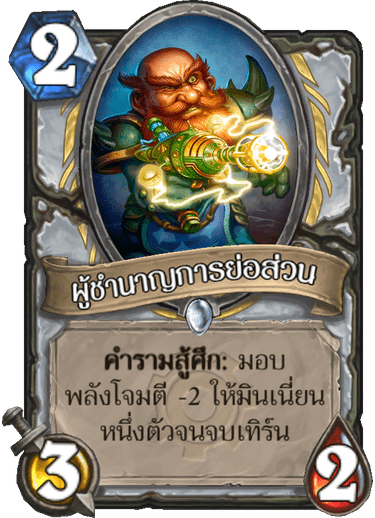 2
ผู้ชำนาญการย่อส่วน
คำรามสู้ศึก: มอบ
พลังโจมตี -2 ให้มินเนี่ยน
หนึ่งตัวจนจบเทิร์น
3
2